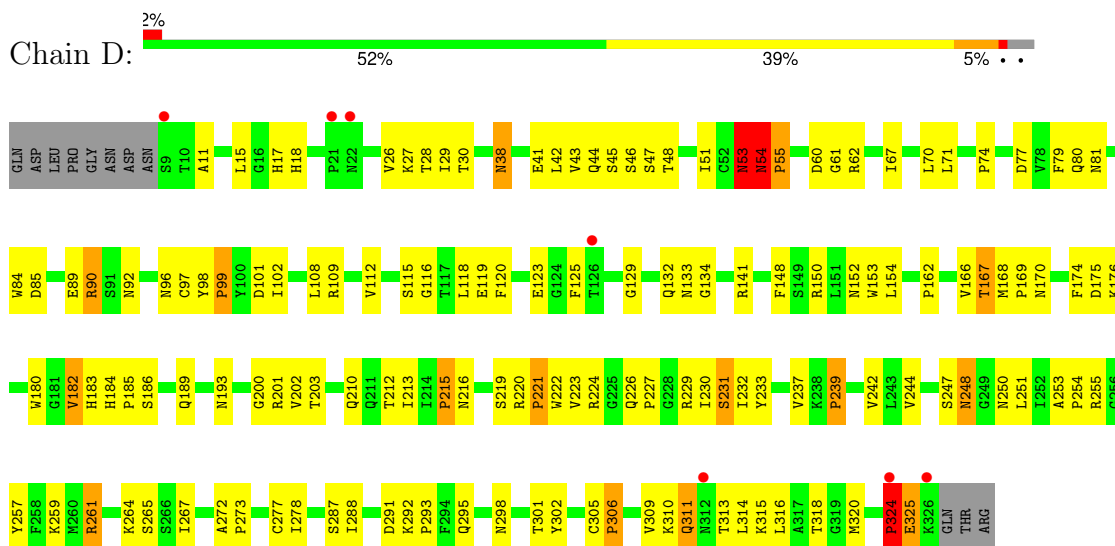 2%
Chain D:
52% 39% 5% • •
GLN ASP LEU PRO GLY ASN ASP ASN S9 T10 A11 L15 G16 H17 H18 P21 N22 V26 K27 T28 I29 T30 N38 E41 L42 V43 Q44 S45 S46 S47 T48 I51 C52 N53 N54 P55 D60 G61 R62 I67 L70 L71 P74 D77 V78 F79 Q80 N81
W84 D85 E89 R90 S91 N92 N96 C97 Y98 P99 Y100 D101 I102 L108 R109 V112 S115 G116 T117 L118 E119 F120 E123 G124 F125 T126 G129 Q132 N133 G134 R141 F148 S149 R150 L151 N152 W153 L154 P162 V166 T167 M168 P169 N170 F174 D175 K176
W180 G181 V182 H183 H184 P185 S186 Q189 N193 G200 R201 V202 T203 Q210 Q211 T212 I213 I214 P215 N216 S219 R220 P221 W222 V223 R224 G225 Q226 P227 G228 R229 I230 S231 I232 Y233 V237 K238 P239 V242 L243 V244 S247 N248 G249 N250 L251 I252 A253 P254 R255 G256
Y257 F258 K259 M260 R261 K264 S265 S266 I267 A272 P273 C277 I278 S287 I288 D291 K292 P293 F294 Q295 N298 T301 Y302 C305 P306 V309 K310 Q311 N312 T313 L314 K315 L316 A317 T318 G319 M320 P324 E325 K326 GLN THR ARG